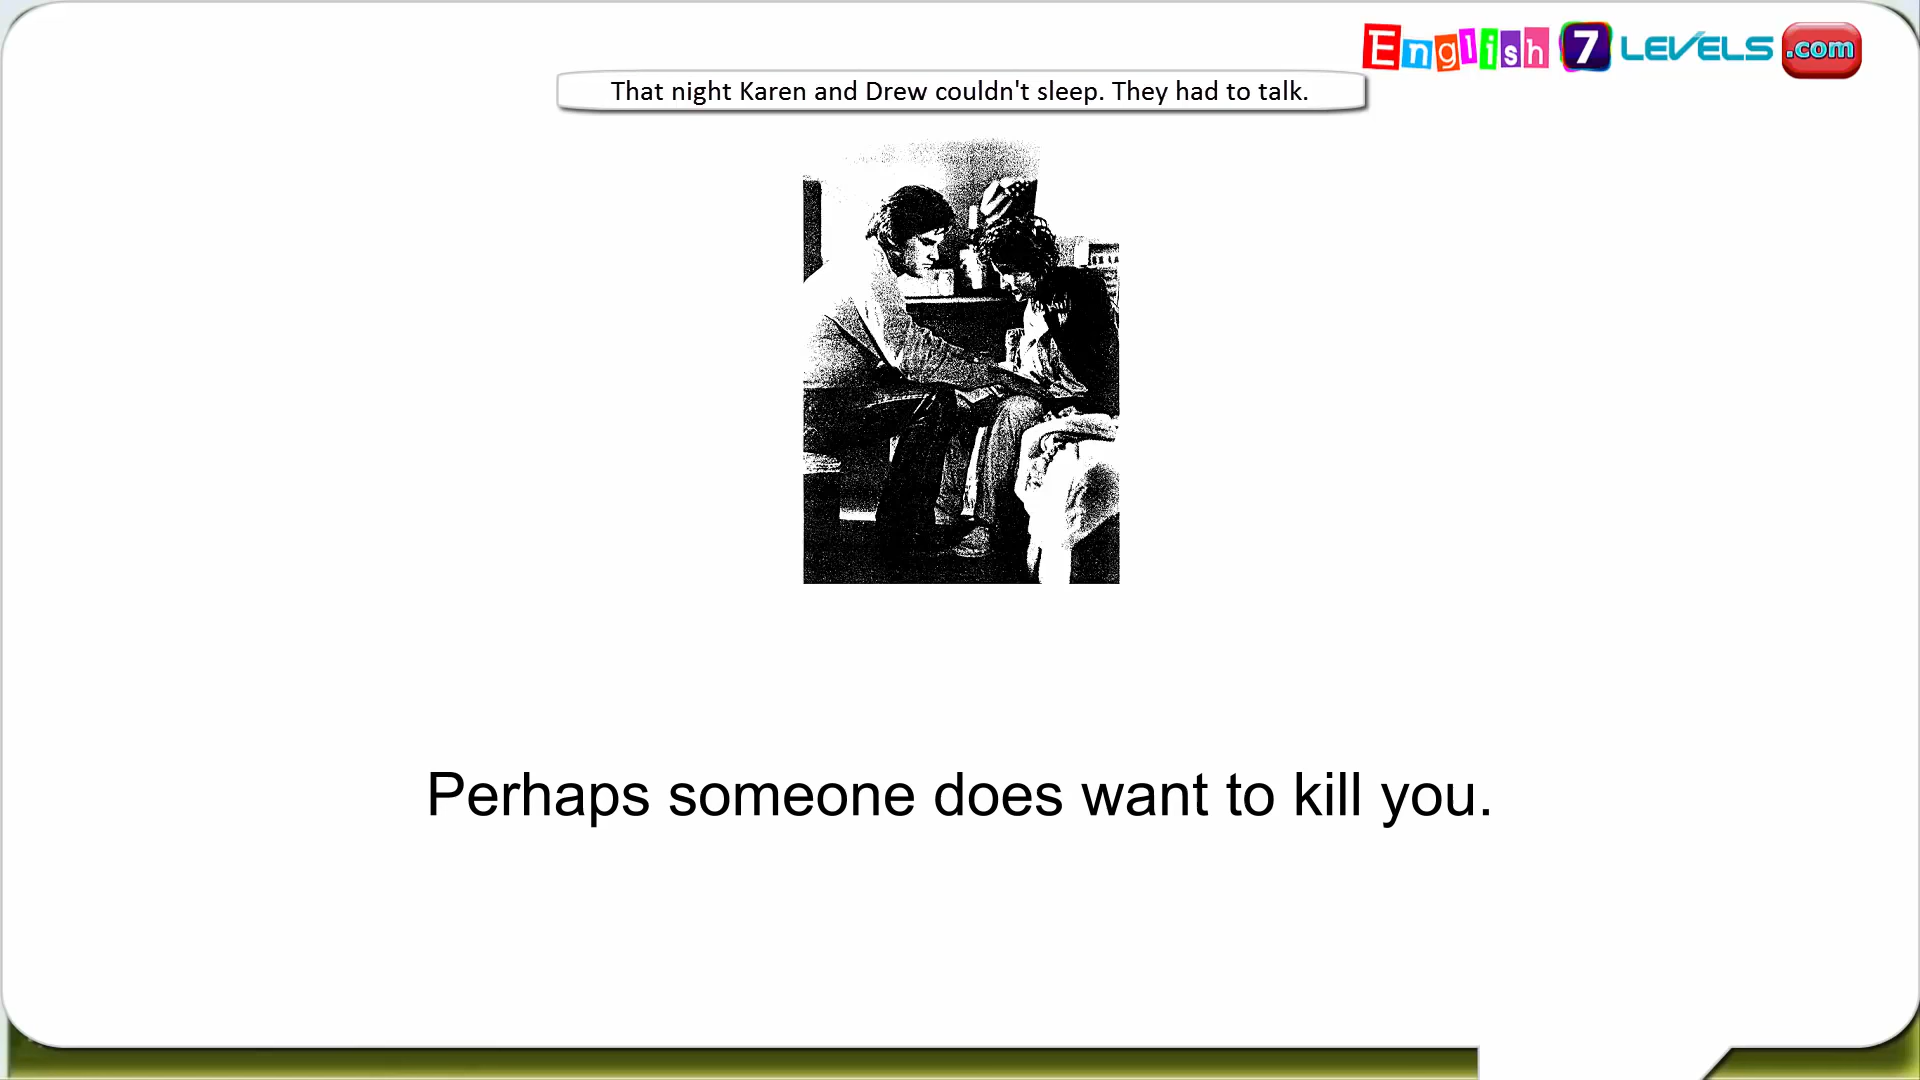 English 7 LEVELS .com
That night Karen and Drew couldn't sleep. They had to talk.
Perhaps someone does want to kill you.